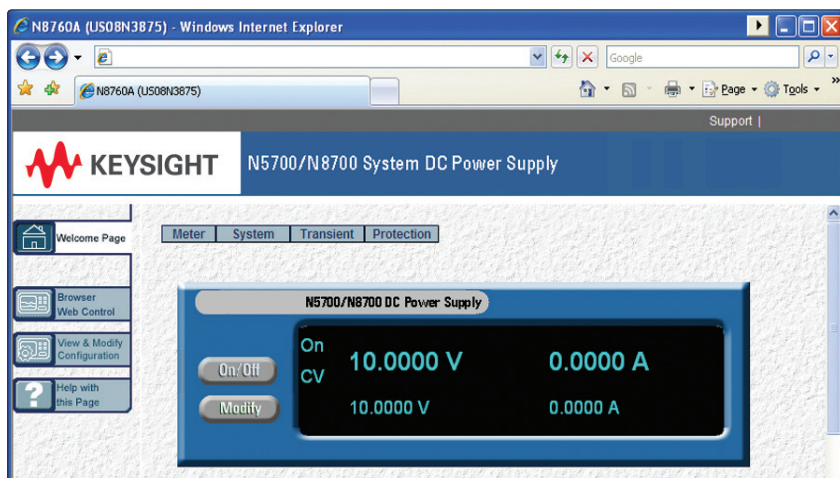 N8760A (US08N3875) - Windows Internet Explorer
Google
N8760A (US08N3875)
Page Tools »
Support |
KEYSIGHT N5700/N8700 System DC Power Supply
Welcome Page
Meter System Transient Protection
Browser
Web Control
View & Modify
Configuration
Help with
this Page
N5700/N8700 DC Power Supply
On/Off
Modify
On
CV
10.0000 V 0.0000 A
10.0000 V 0.0000 A